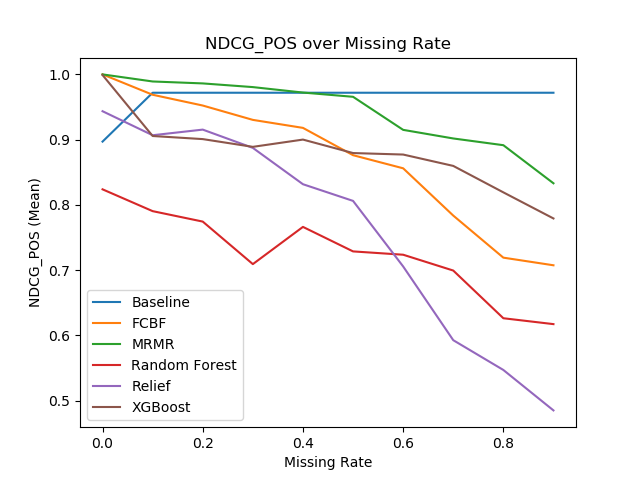 NDCG_POS over Missing Rate
NDCG_POS (Mean)
1.0
0.9
0.8
0.7
0.6
0.5
Baseline
FCBF
MRMR
Random Forest
Relief
XGBoost
0.0 0.2 0.4 0.6 0.8
Missing Rate